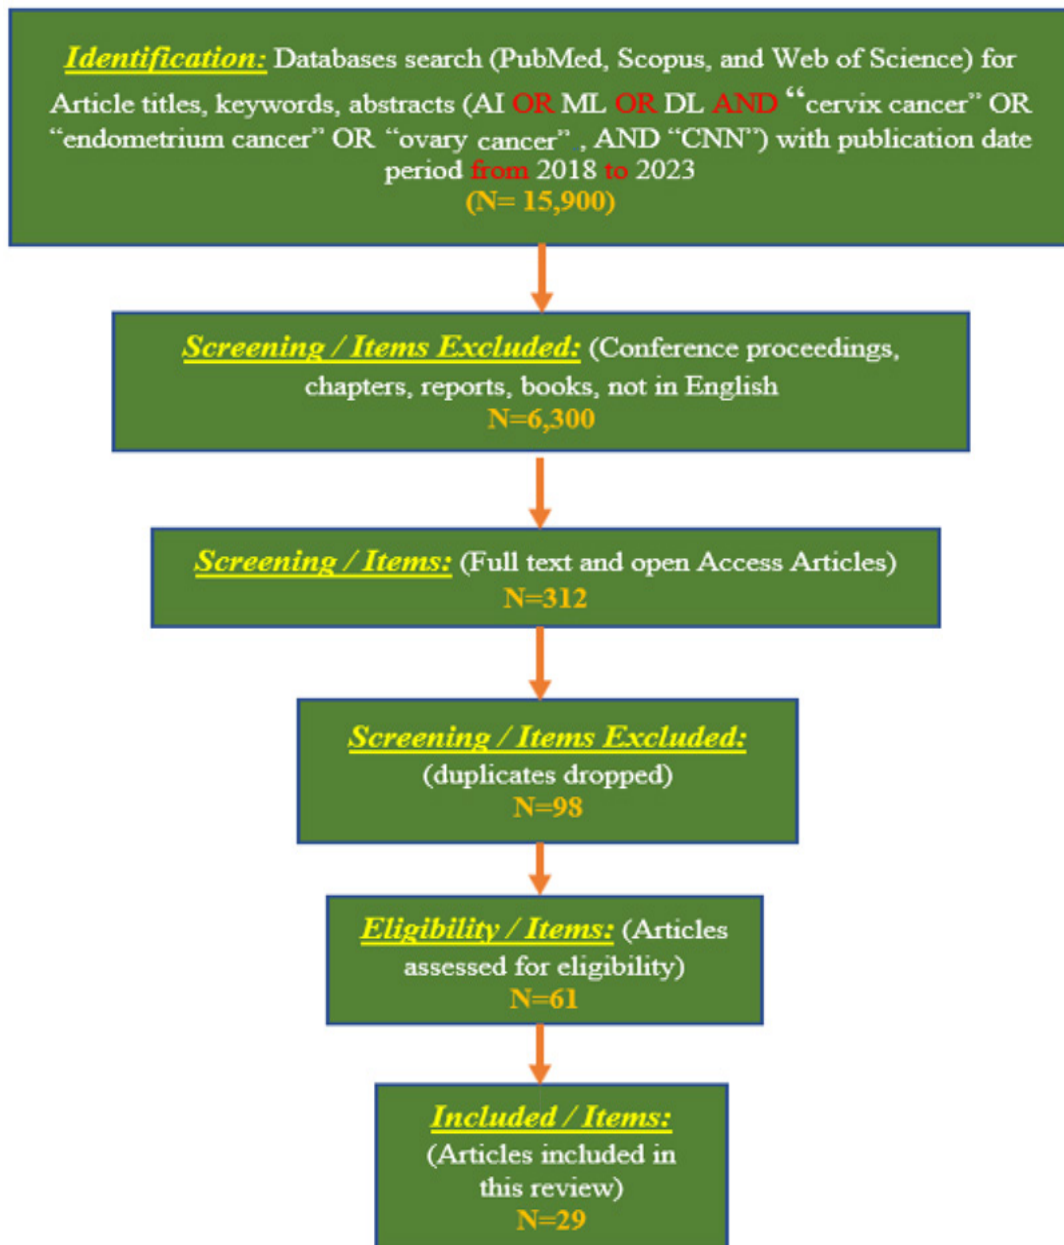 Identification: Databases search (PubMed, Scopus, and Web of Science) for
Article titles, keywords, abstracts (AI OR ML OR DL AND “cervix cancer” OR
“endometrium cancer” OR “ovary cancer” , AND “CNN”) with publication date
period from 2018 to 2023
(N= 15,900)
Screening / Items Excluded: (Conference proceedings,
chapters, reports, books, not in English
N=6,300
Screening / Items: (Full text and open Access Articles)
N=312
Screening / Items Excluded:
(duplicates dropped)
N=98
Eligibility / Items: (Articles
assessed for eligibility)
N=61
Included / Items:
(Articles included in
this review)
N=29